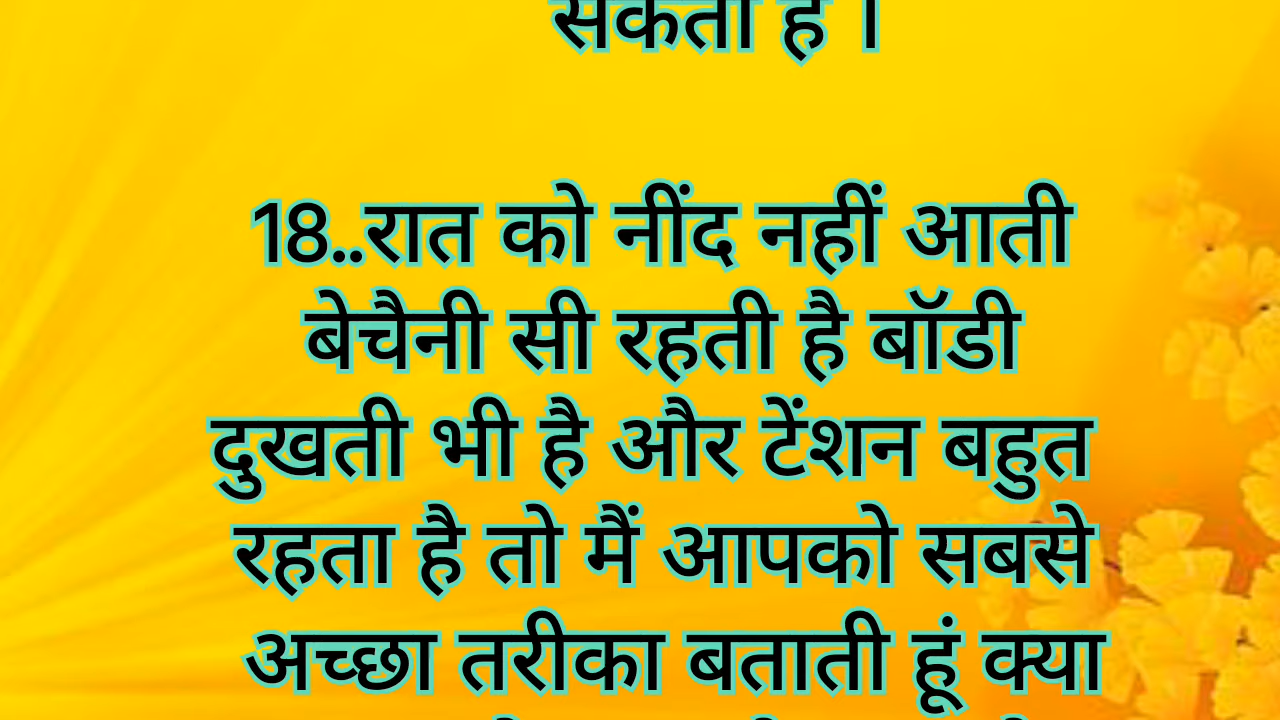 सकता है ।
18..रात को नींद नहीं आती
बेचैनी सी रहती है बॉडी
दुखती भी है और टेंशन बहुत
रहता है तो मैं आपको सबसे
अच्छा तरीका बताती हूं क्या